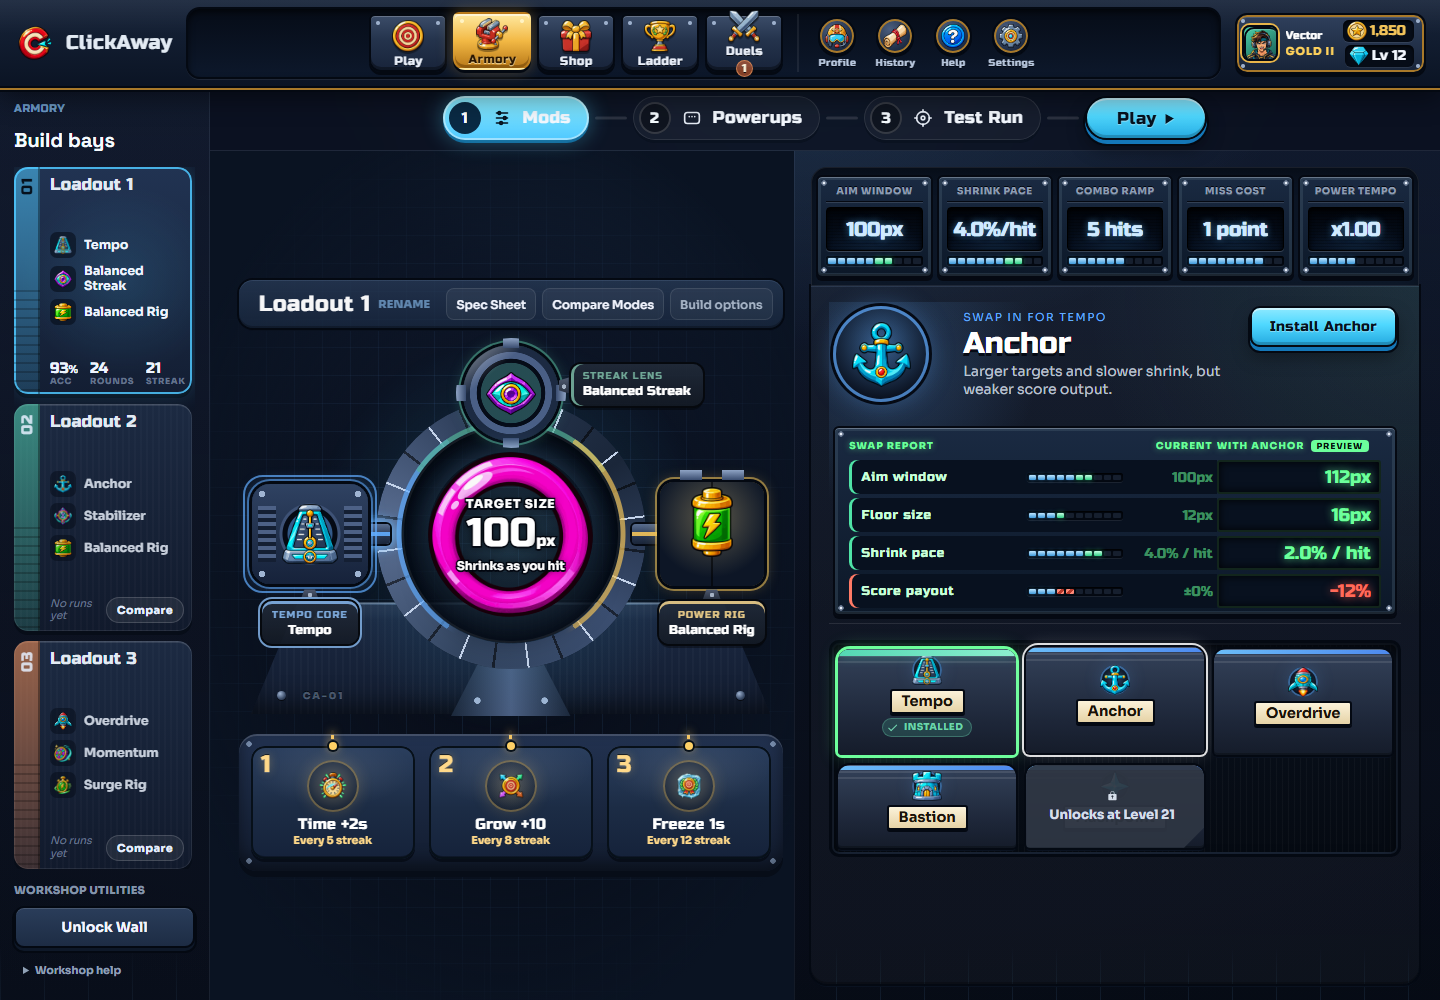 ClickAway
Play
Armory
Shop
Ladder
Duels
1
Profile
History
Help
Settings
Vector
GOLD II
1,850
Lv 12
ARMORY
Build bays
1 Mods
2 Powerups
3 Test Run
Play
01
Loadout 1
Tempo
Balanced
Streak
Balanced Rig
93% 24 21
ACC ROUNDS STREAK
02
Loadout 2
Anchor
Stabilizer
Balanced Rig
No runs
yet
Compare
03
Loadout 3
Overdrive
Momentum
Surge Rig
No runs
yet
Compare
WORKSHOP UTILITIES
Unlock Wall
Workshop help
Loadout 1 RENAME Spec Sheet Compare Modes Build options
STREAK LENS
Balanced Streak
TARGET SIZE
100px
Shrinks as you hit
TEMPO CORE
Tempo
POWER RIG
Balanced Rig
CA-01
1
Time +2s
Every 5 streak
2
Grow +10
Every 8 streak
3
Freeze 1s
Every 12 streak
AIM WINDOW
100px
SHRINK PACE
4.0%/hit
COMBO RAMP
5 hits
MISS COST
1 point
POWER TEMPO
x1.00
SWAP IN FOR TEMPO
Anchor
Larger targets and slower shrink, but
weaker score output.
Install Anchor
SWAP REPORT CURRENT WITH ANCHOR PREVIEW
Aim window 100px 112px
Floor size 12px 16px
Shrink pace 4.0% / hit 2.0% / hit
Score payout ±0% -12%
Tempo
INSTALLED
Anchor
Overdrive
Bastion
Unlocks at Level 21